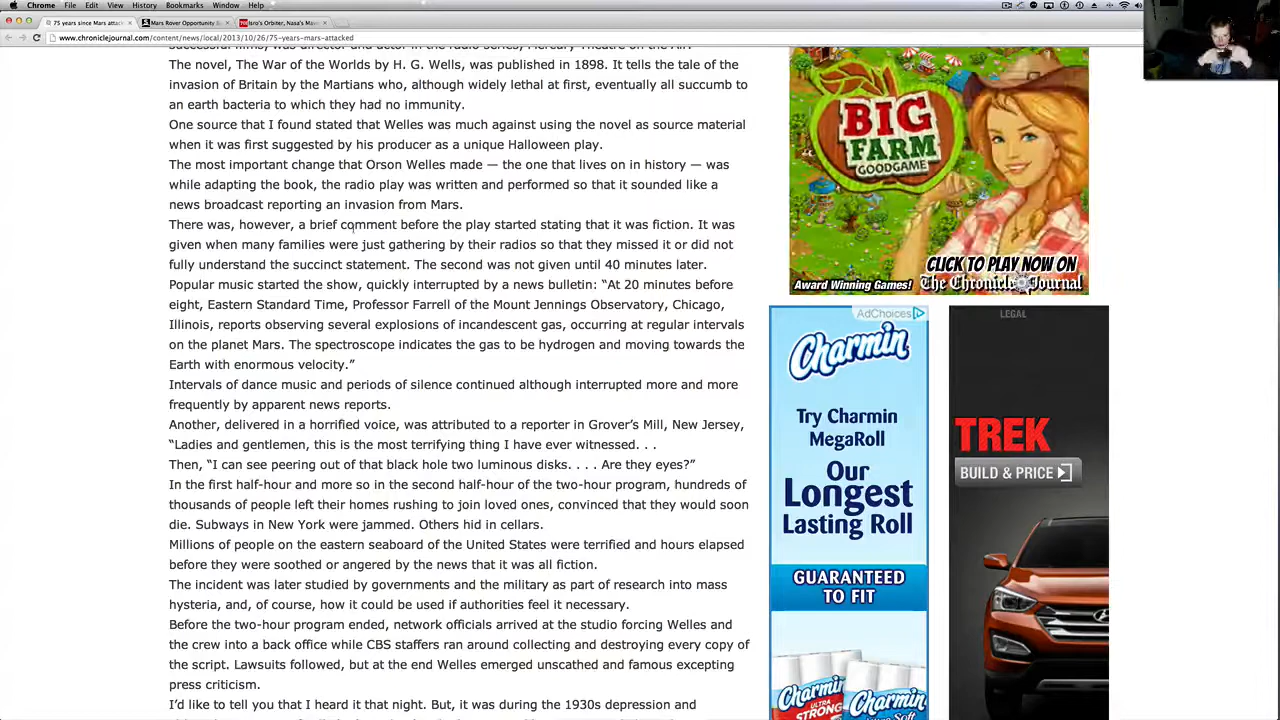 Chrome File Edit View History Bookmarks Window Help
75 years since Mars attack
Mars Rover Opportunity
Isro's Orbiter, Nasa's Mave
www.chroniclejournal.com/content/news/local/2013/10/26/75-years-mars-attacked
successful films, was director and actor in the radio series, Mercury Theatre on the Air.
The novel, The War of the Worlds by H. G. Wells, was published in 1898. It tells the tale of the
invasion of Britain by the Martians who, although widely lethal at first, eventually all succumb to
an earth bacteria to which they had no immunity.
One source that I found stated that Welles was much against using the novel as source material
when it was first suggested by his producer as a unique Halloween play.
The most important change that Orson Welles made — the one that lives on in history — was
while adapting the book, the radio play was written and performed so that it sounded like a
news broadcast reporting an invasion from Mars.
There was, however, a brief comment before the play started stating that it was fiction. It was
given when many families were just gathering by their radios so that they missed it or did not
fully understand the succinct statement. The second was not given until 40 minutes later.
Popular music started the show, quickly interrupted by a news bulletin: “At 20 minutes before
eight, Eastern Standard Time, Professor Farrell of the Mount Jennings Observatory, Chicago,
Illinois, reports observing several explosions of incandescent gas, occurring at regular intervals
on the planet Mars. The spectroscope indicates the gas to be hydrogen and moving towards the
Earth with enormous velocity.”
Intervals of dance music and periods of silence continued although interrupted more and more
frequently by apparent news reports.
Another, delivered in a horrified voice, was attributed to a reporter in Grover’s Mill, New Jersey,
“Ladies and gentlemen, this is the most terrifying thing I have ever witnessed. . .
Then, “I can see peering out of that black hole two luminous disks. . . . Are they eyes?”
In the first half-hour and more so in the second half-hour of the two-hour program, hundreds of
thousands of people left their homes rushing to join loved ones, convinced that they would soon
die. Subways in New York were jammed. Others hid in cellars.
Millions of people on the eastern seaboard of the United States were terrified and hours elapsed
before they were soothed or angered by the news that it was all fiction.
The incident was later studied by governments and the military as part of research into mass
hysteria, and, of course, how it could be used if authorities feel it necessary.
Before the two-hour program ended, network officials arrived at the studio forcing Welles and
the crew into a back office while CBS staffers ran around collecting and destroying every copy of
the script. Lawsuits followed, but at the end Welles emerged unscathed and famous excepting
press criticism.
I’d like to tell you that I heard it that night. But, it was during the 1930s depression and
BIG
FARM
GOODGAME
CLICK TO PLAY NOW ON
Award Winning Games! The Chronicle Journal
AdChoices
Charmin
Try Charmin
MegaRoll
Our
Longest
Lasting Roll
GUARANTEED
TO FIT
Charmin
ULTRA
STRONG
Charmin
LEGAL
TREK
BUILD & PRICE